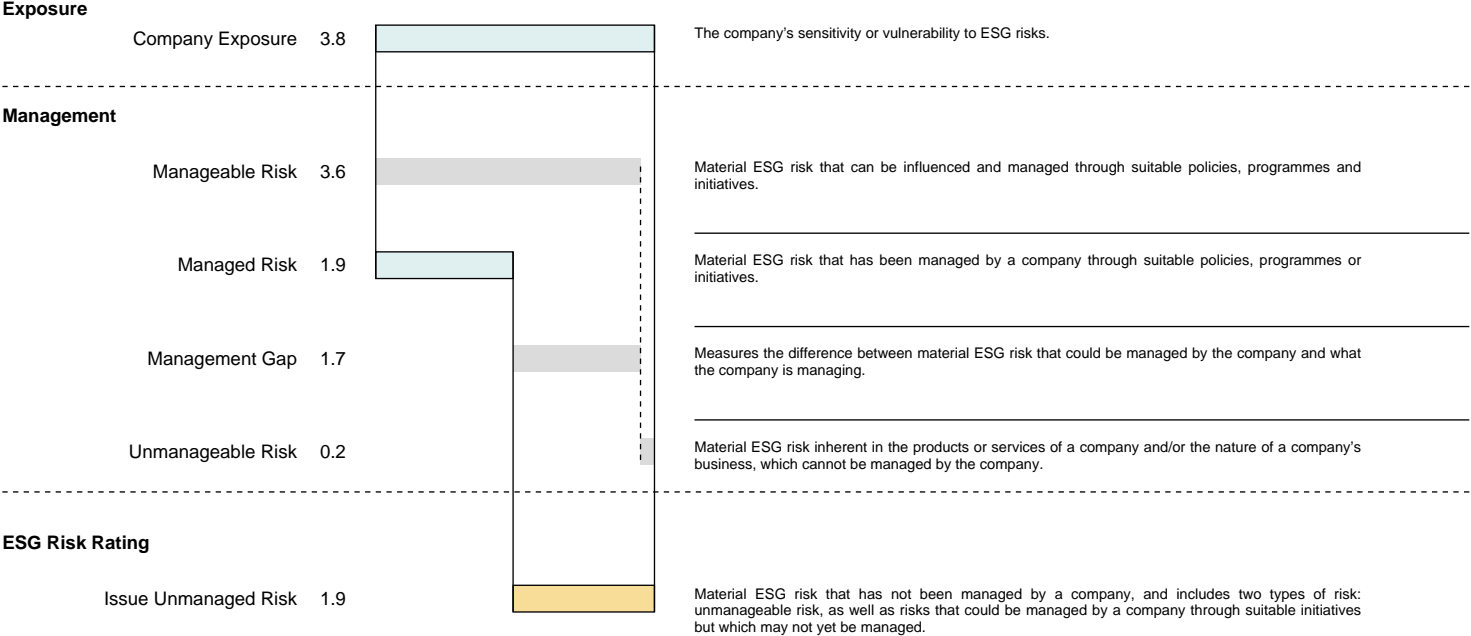 Exposure
Company Exposure 3.8
The company's sensitivity or vulnerability to ESG risks.
Management
Manageable Risk 3.6
Material ESG risk that can be influenced and managed through suitable policies, programmes and
initiatives.
Managed Risk 1.9
Material ESG risk that has been managed by a company through suitable policies, programmes or
initiatives.
Management Gap 1.7
Measures the difference between material ESG risk that could be managed by the company and what
the company is managing.
Unmanageable Risk 0.2
Material ESG risk inherent in the products or services of a company and/or the nature of a company's
business, which cannot be managed by the company.
ESG Risk Rating
Issue Unmanaged Risk 1.9
Material ESG risk that has not been managed by a company, and includes two types of risk:
unmanageable risk, as well as risks that could be managed by a company through suitable initiatives
but which may not yet be managed.